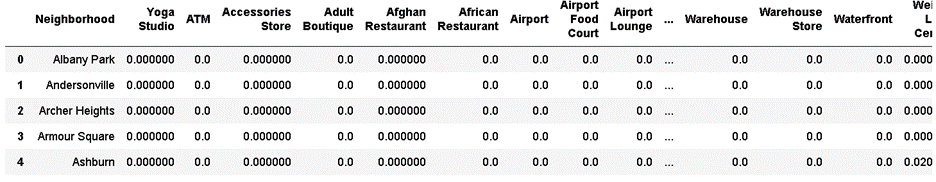 Neighborhood Yoga Studio ATM Accessories Store Adult Boutique Afghan Restaurant African Restaurant Airport Airport Food Court Airport Lounge ... Warehouse Warehouse Store Waterfront
0 Albany Park 0.000000 0.0 0.000000 0.0 0.000000 0.0 0.0 0.0 0.0 ... 0.0 0.0 0.0 0.000
1 Andersonville 0.000000 0.0 0.000000 0.0 0.000000 0.0 0.0 0.0 0.0 ... 0.0 0.0 0.0 0.000
2 Archer Heights 0.000000 0.0 0.000000 0.0 0.000000 0.0 0.0 0.0 0.0 ... 0.0 0.0 0.0 0.000
3 Armour Square 0.000000 0.0 0.000000 0.0 0.000000 0.0 0.0 0.0 0.0 ... 0.0 0.0 0.0 0.000
4 Ashburn 0.000000 0.0 0.000000 0.0 0.000000 0.0 0.0 0.0 0.0 ... 0.0 0.0 0.0 0.020